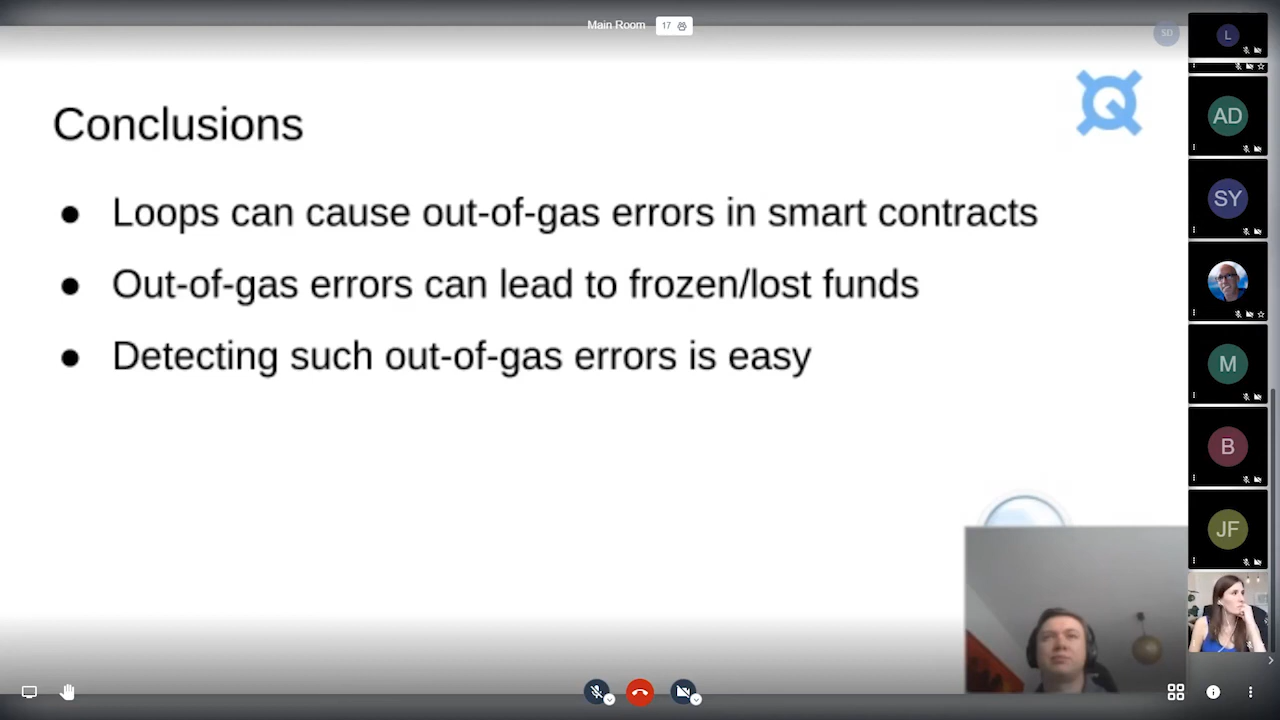 Main Room 17
SD
L
Conclusions
AD
Loops can cause out-of-gas errors in smart contracts
SY
Out-of-gas errors can lead to frozen/lost funds
Detecting such out-of-gas errors is easy
M
B
JF